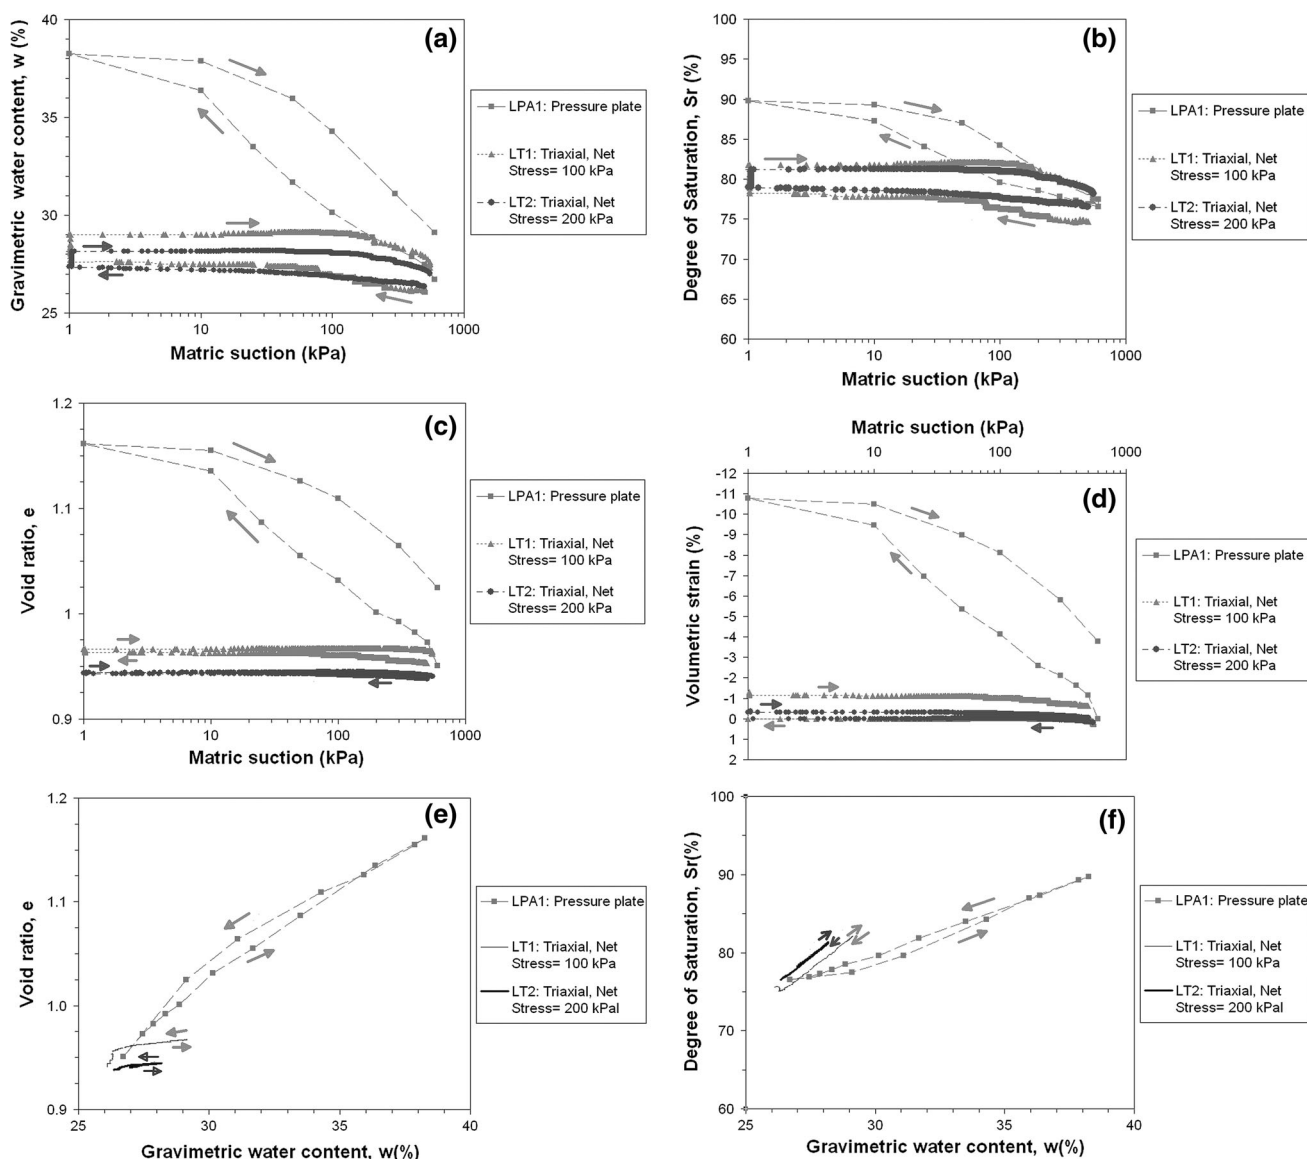 Gravimetric water content, w (%)
40
35
30
25
1
10
100
1000
Matric suction (kPa)
(a)
LPA1: Pressure plate
LT1: Triaxial, Net
Stress= 100 kPa
LT2: Triaxial, Net
Stress= 200 kPa
Degree of Saturation, Sr (%)
100
95
90
85
80
75
70
65
60
1
10
100
1000
Matric suction (kPa)
(b)
LPA1: Pressure plate
LT1: Triaxial, Net
Stress= 100 kPa
LT2: Triaxial, Net
Stress= 200 kPa
Void ratio, e
1.2
1.1
1
0.9
1
10
100
1000
Matric suction (kPa)
(c)
LPA1: Pressure plate
LT1: Triaxial, Net
Stress= 100 kPa
LT2: Triaxial, Net
Stress= 200 kPa
Matric suction (kPa)
1
10
100
1000
Volumetric strain (%)
-12
-11
-10
-9
-8
-7
-6
-5
-4
-3
-2
-1
0
1
2
(d)
LPA1: Pressure plate
LT1: Triaxial, Net
Stress= 100 kPa
LT2: Triaxial, Net
Stress= 200 kPa
Void ratio, e
1.2
1.1
1.0
0.9
25
30
35
40
Gravimetric water content, w(%)
(e)
LPA1: Pressure plate
LT1: Triaxial, Net
Stress= 100 kPa
LT2: Triaxial, Net
Stress= 200 kPal
Degree of Saturation, Sr(%)
100
90
80
70
60
25
30
35
40
Gravimetric water content, w(%)
(f)
LPA1: Pressure plate
LT1: Triaxial, Net
Stress= 100 kPa
LT2: Triaxial, Net
Stress= 200 kPal